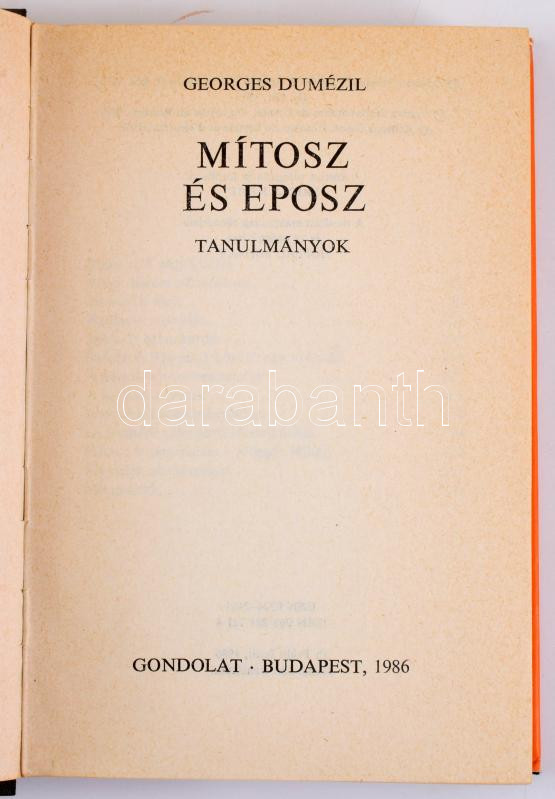 GEORGES DUMÉZIL
MÍTOSZ
ÉS EPOSZ
TANULMÁNYOK
darabanth
GONDOLAT · BUDAPEST, 1986